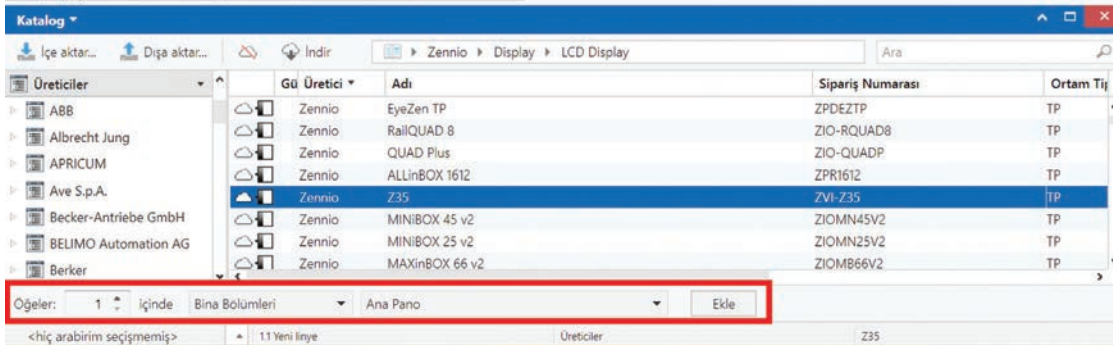 Katalog
İçe aktar... Dışa aktar... İndir Zennio Display LCD Display Ara
Üreticiler Gü Üretici Adı Sipariş Numarası Ortam Tip
ABB Zennio EyeZen TP ZPDEZTP TP
Albrecht Jung Zennio RailQUAD 8 ZIO-RQUAD8 TP
APRICUM Zennio QUAD Plus ZIO-QUADP TP
Ave S.p.A. Zennio ALLinBOX 1612 ZPR1612 TP
Becker-Antriebe GmbH Zennio Z35 ZVI-Z35 TP
BELIMO Automation AG Zennio MINiBOX 45 v2 ZIOMN45V2 TP
Berker Zennio MINiBOX 25 v2 ZIOMN25V2 TP
Zennio MAXinBOX 66 v2 ZIOMB66V2 TP
Öğeler: 1 içinde Bina Bölümleri Ana Pano Ekle
<hiç arabirim seçişmemiş> 1.1 Yeni linye Üreticiler Z35